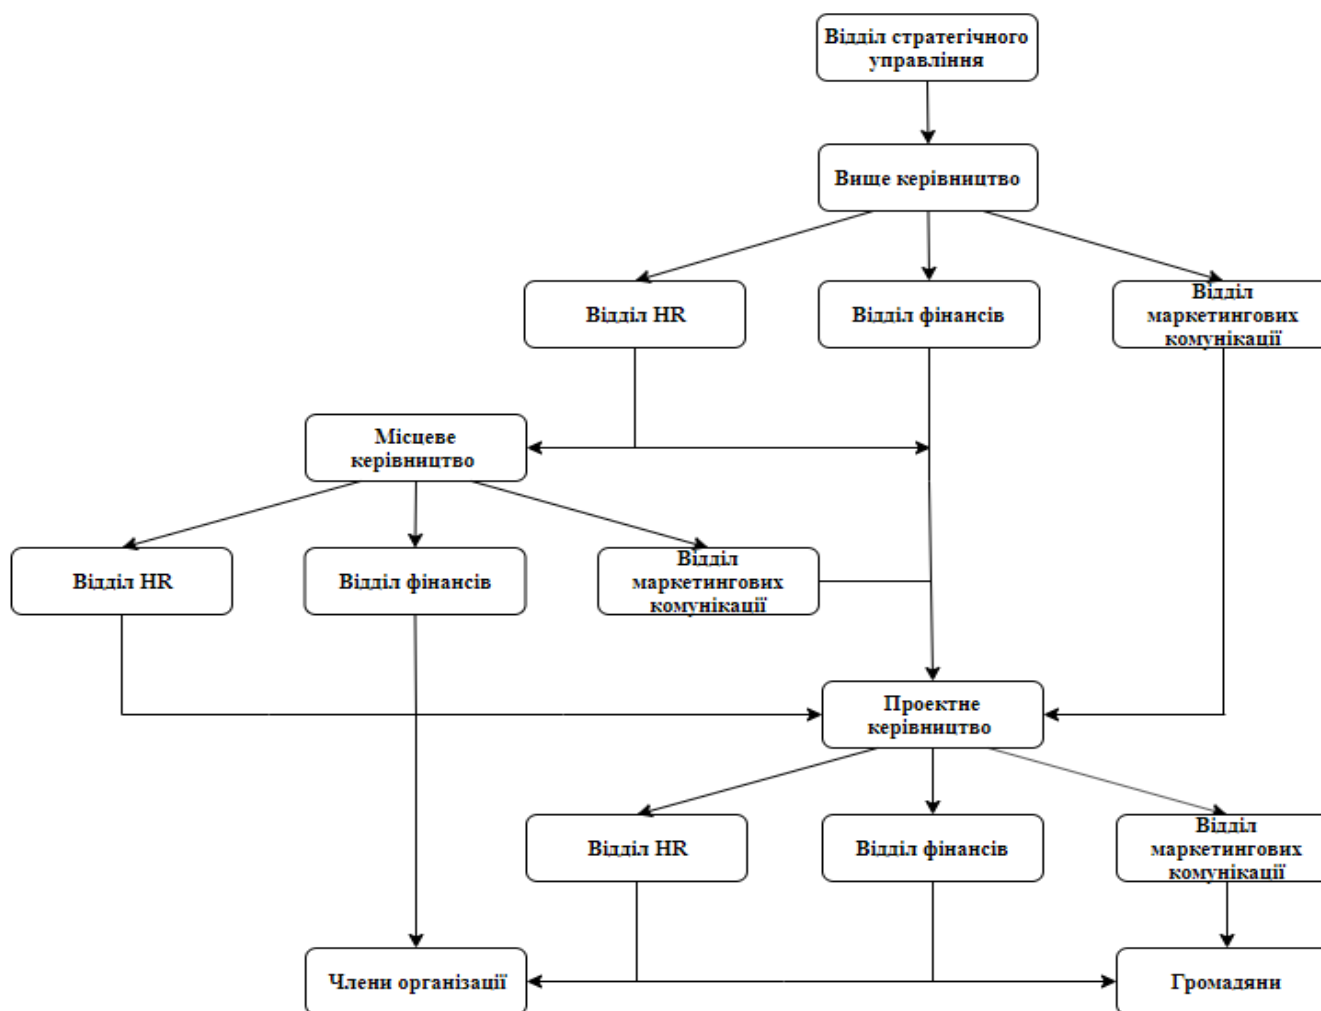 Відділ стратегічного
управління
Вище керівництво
Відділ HR
Відділ фінансів
Відділ
маркетингових
комунікації
Місцеве
керівництво
Відділ HR
Відділ фінансів
Відділ
маркетингових
комунікації
Проектне
керівництво
Відділ HR
Відділ фінансів
Відділ
маркетингових
комунікації
Члени організації
Громадяни